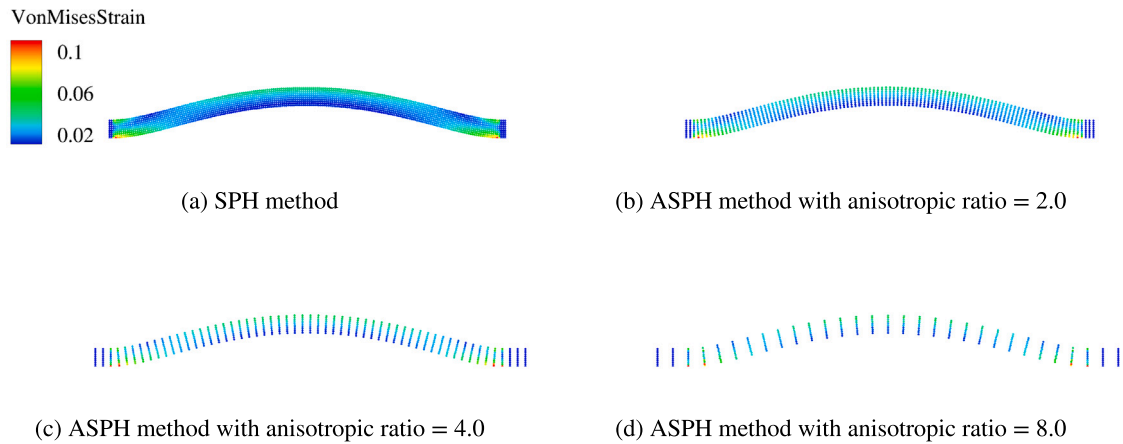 VonMisesStrain
0.1
0.06
0.02
(a) SPH method
(b) ASPH method with anisotropic ratio = 2.0
(c) ASPH method with anisotropic ratio = 4.0
(d) ASPH method with anisotropic ratio = 8.0